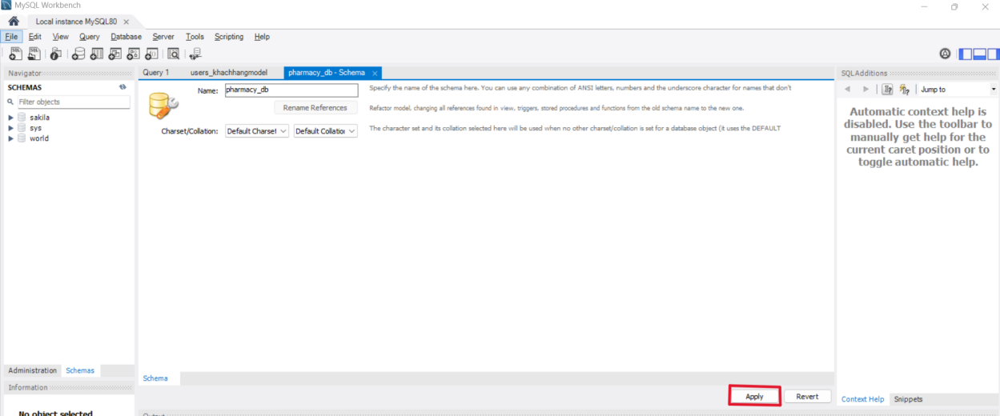 MySQL Workbench
Local instance MySQL80
File Edit View Query Database Server Tools Scripting Help
Navigator
SCHEMAS
Filter objects
sakila
sys
world
Administration Schemas
Information
No object selected
Query 1 users_khachhangmodel pharmacy_db - Schema
Name: pharmacy_db
Specify the name of the schema here. You can use any combination of ANSI letters, numbers and the underscore character for names that don't
Rename References
Refactor model, changing all references found in view, triggers, stored procedures and functions from the old schema name to the new one.
Charset/Collation: Default Charset Default Collation
The character set and its collation selected here will be used when no other charset/collation is set for a database object (it uses the DEFAULT
Schema
Apply Revert
Output
SQLAdditions
Jump to
Automatic context help is
disabled. Use the toolbar to
manually get help for the
current caret position or to
toggle automatic help.
Context Help Snippets